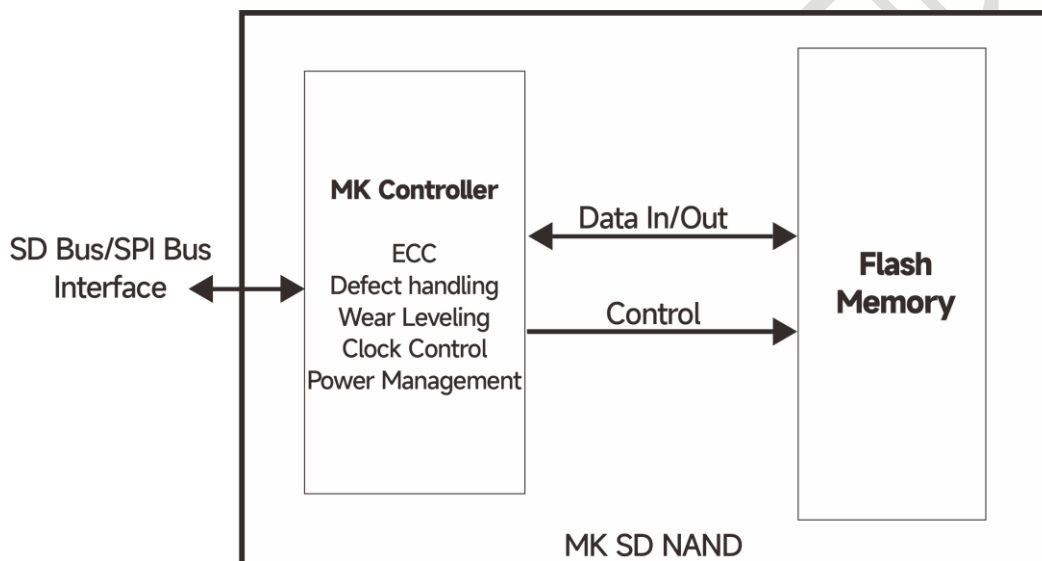 SD Bus/SPI Bus
Interface
MK Controller
ECC
Defect handling
Wear Leveling
Clock Control
Power Management
Data In/Out
Control
Flash
Memory
MK SD NAND